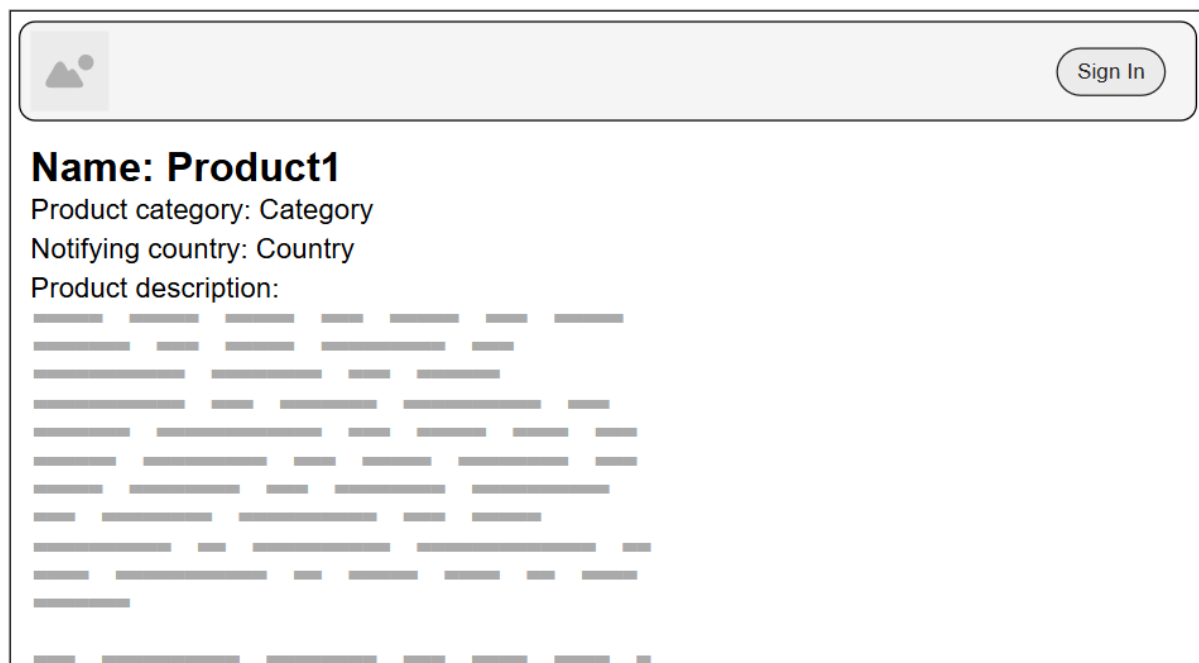 Sign In
Name: Product1
Product category: Category
Notifying country: Country
Product description: